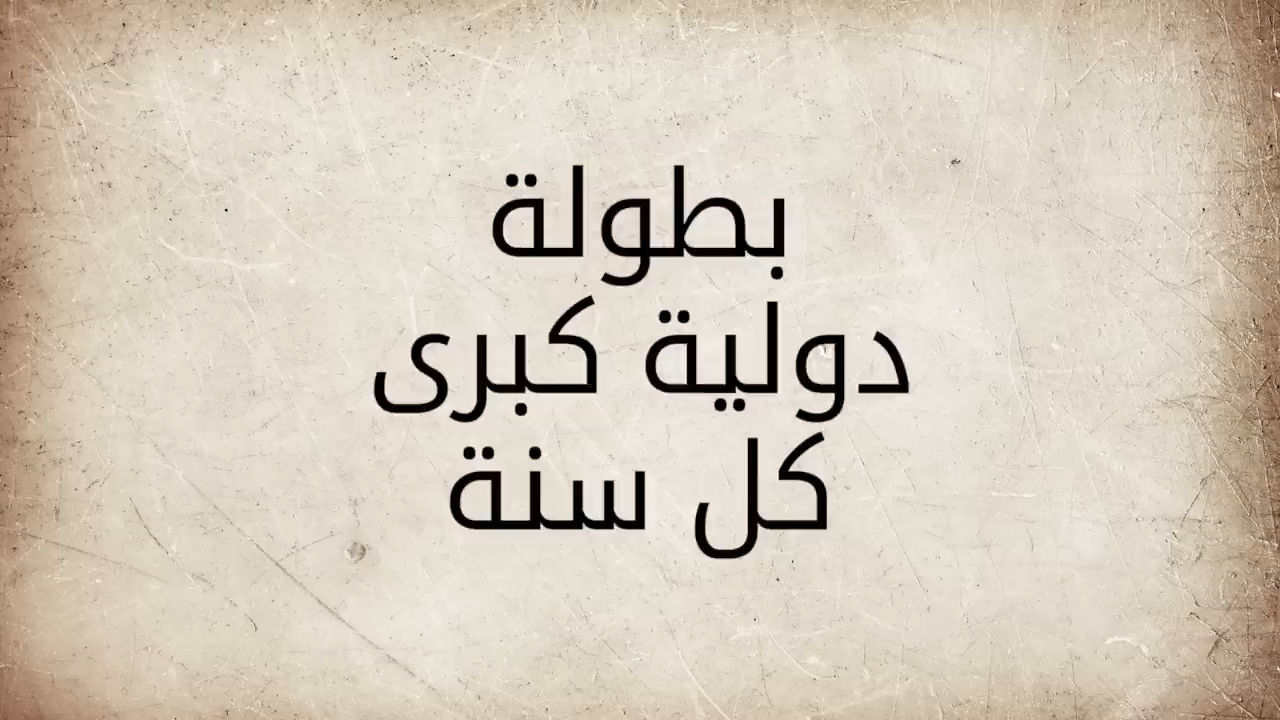 بطولة
دولية كبرى
كل سنة